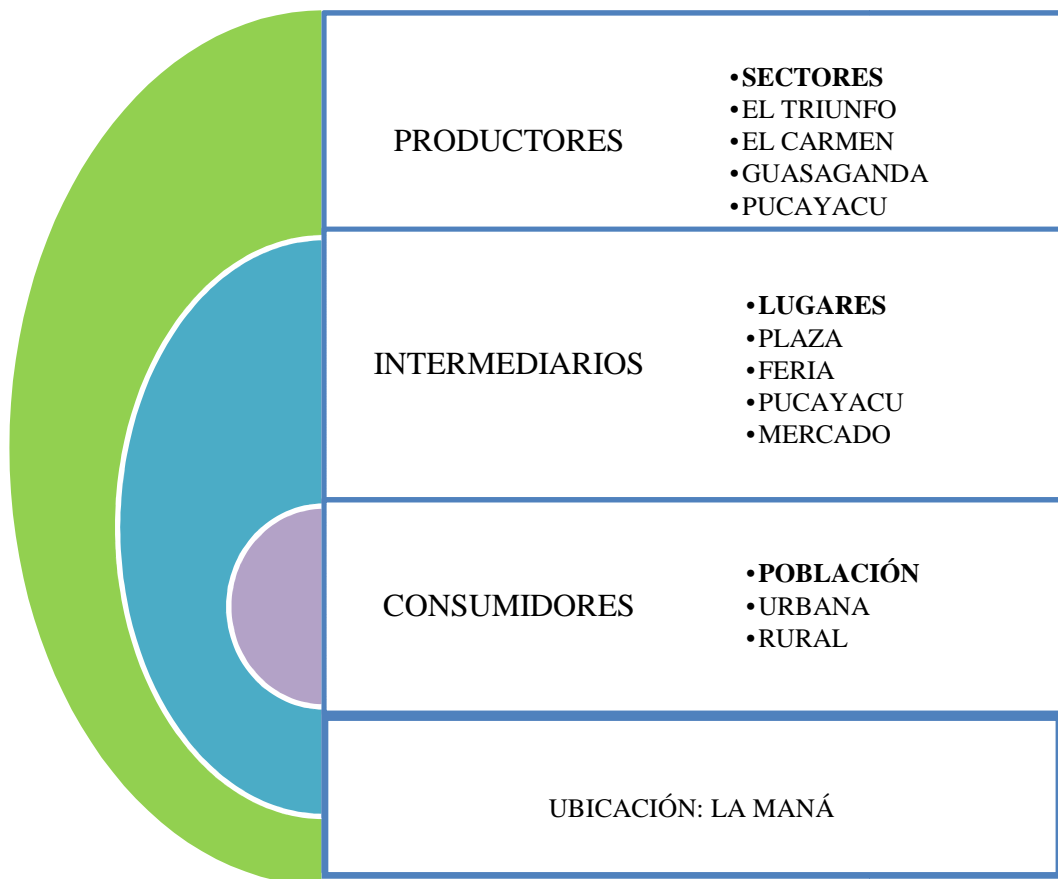 PRODUCTORES
•SECTORES
•EL TRIUNFO
•EL CARMEN
•GUASAGANDA
•PUCAYACU
INTERMEDIARIOS
•LUGARES
•PLAZA
•FERIA
•PUCAYACU
•MERCADO
CONSUMIDORES
•POBLACIÓN
•URBANA
•RURAL
UBICACIÓN: LA MANÁ